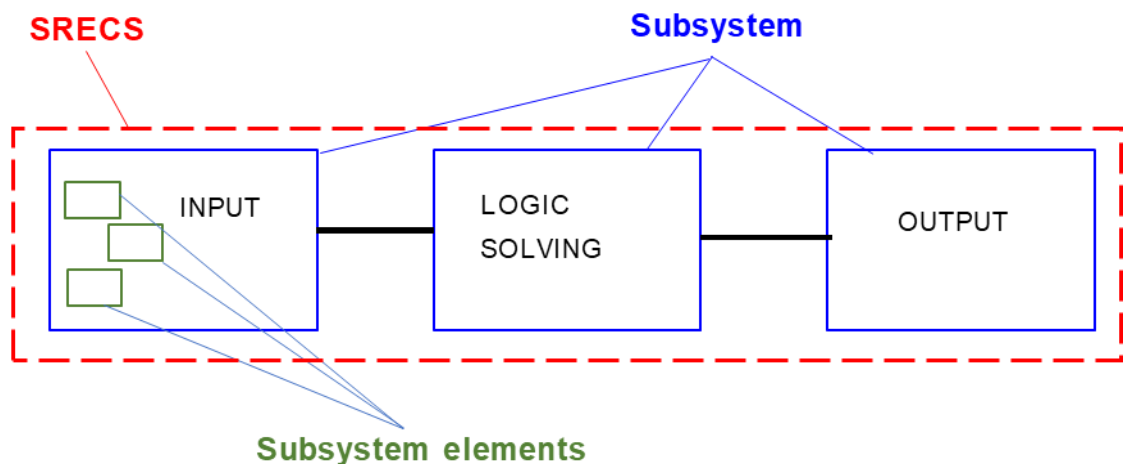 SRECS
Subsystem
INPUT
LOGIC
SOLVING
OUTPUT
Subsystem elements